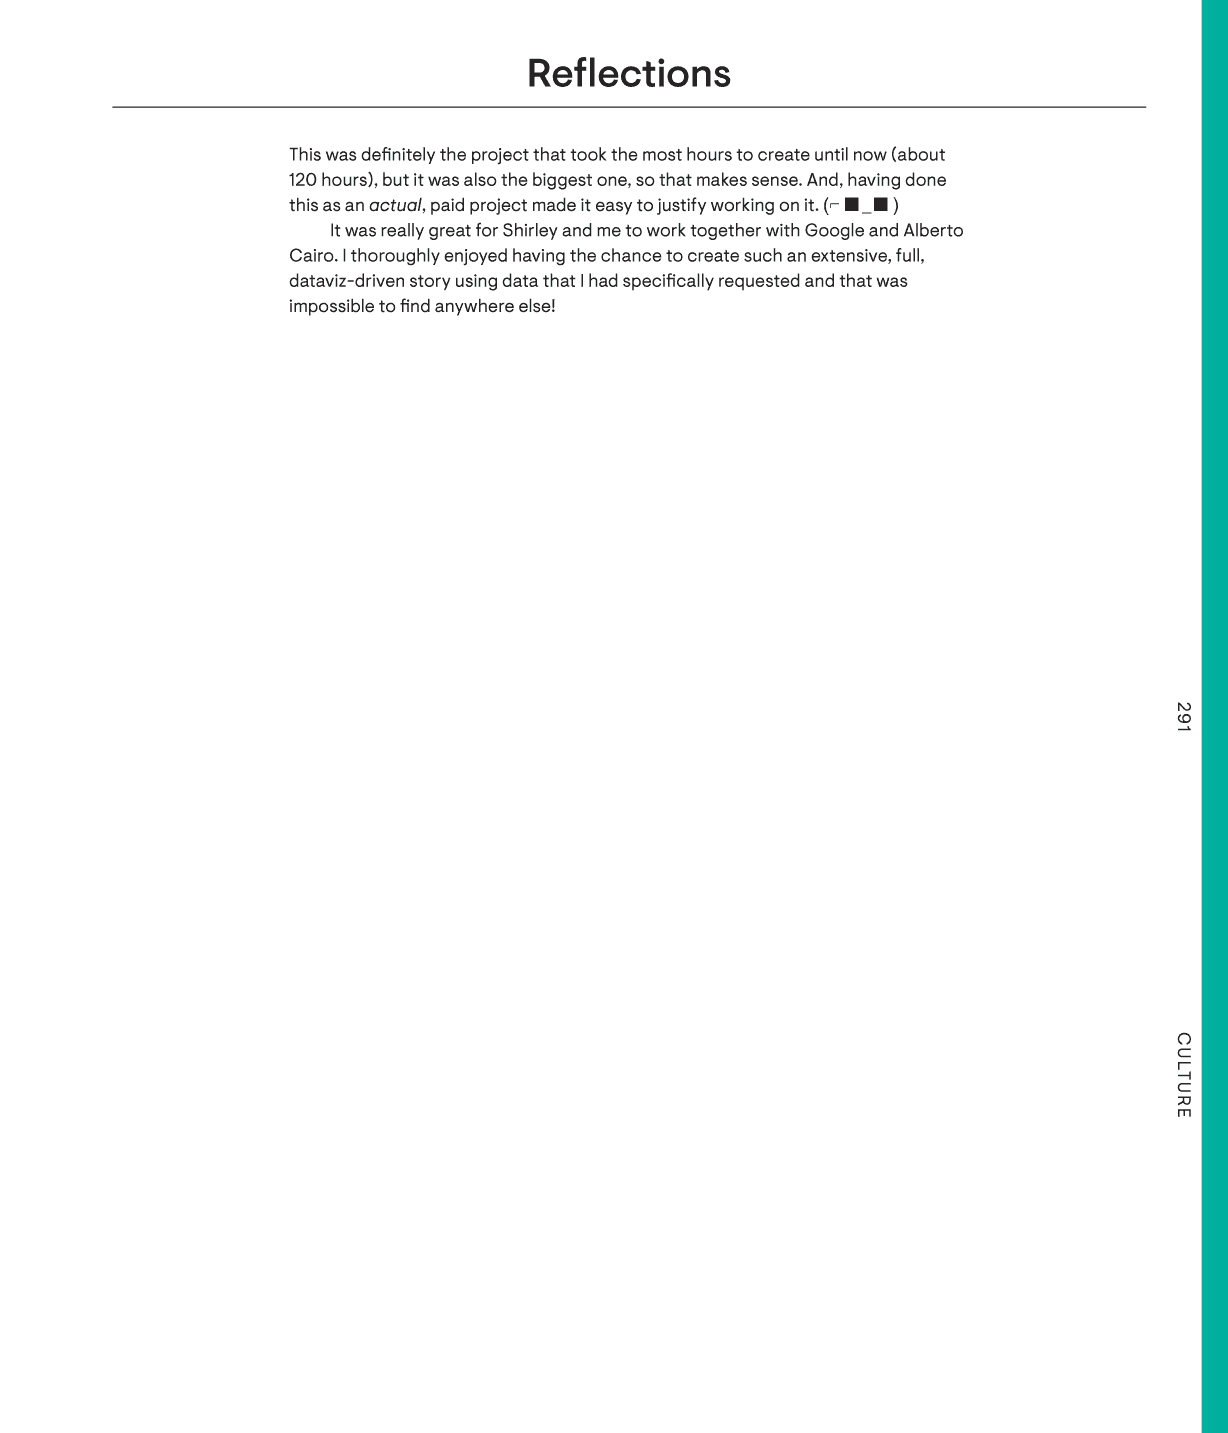 Reflections
This was definitely the project that took the most hours to create until now (about
120 hours), but it was also the biggest one, so that makes sense. And, having done
this as an actual, paid project made it easy to justify working on it. (⌐ ■_■ )
It was really great for Shirley and me to work together with Google and Alberto
Cairo. I thoroughly enjoyed having the chance to create such an extensive, full,
dataviz-driven story using data that I had specifically requested and that was
impossible to find anywhere else!
291
CULTURE